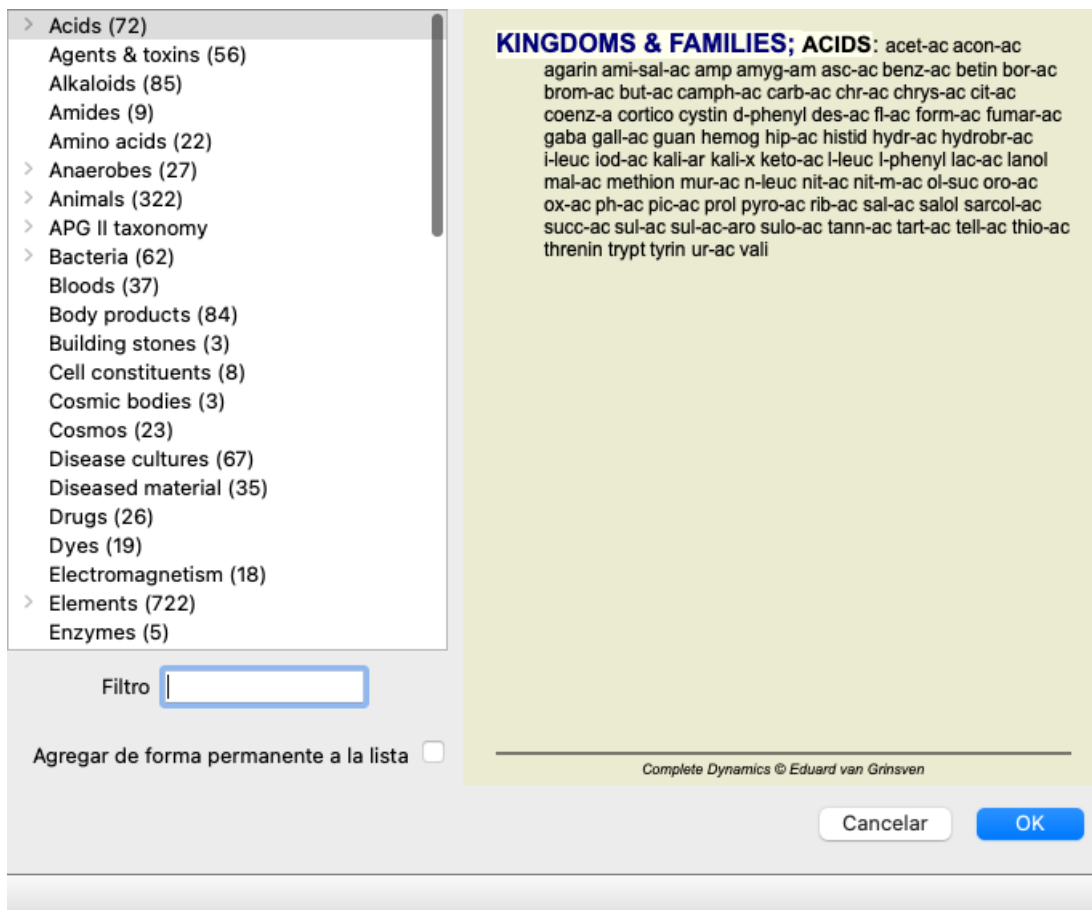 Acids (72)
Agents & toxins (56)
Alkaloids (85)
Amides (9)
Amino acids (22)
Anaerobes (27)
Animals (322)
APG II taxonomy
Bacteria (62)
Bloods (37)
Body products (84)
Building stones (3)
Cell constituents (8)
Cosmic bodies (3)
Cosmos (23)
Disease cultures (67)
Diseased material (35)
Drugs (26)
Dyes (19)
Electromagnetism (18)
Elements (722)
Enzymes (5)
Filtro
Agregar de forma permanente a la lista
KINGDOMS & FAMILIES; ACIDS: acet-ac acon-ac
agarin ami-sal-ac amp amyg-am asc-ac benz-ac betin bor-ac
brom-ac but-ac camph-ac carb-ac chr-ac chrys-ac cit-ac
coenz-a cortico cystin d-phenyl des-ac fl-ac form-ac fumar-ac
gaba gall-ac guan hemog hip-ac histid hydr-ac hydrobr-ac
i-leuc iod-ac kali-ar kali-x keto-ac l-leuc l-phenyl lac-ac lanol
mal-ac methion mur-ac n-leuc nit-ac nit-m-ac ol-suc oro-ac
ox-ac ph-ac pic-ac prol pyro-ac rib-ac sal-ac salol sarcol-ac
succ-ac sul-ac sul-ac-aro sulo-ac tann-ac tart-ac tell-ac thio-ac
threnin trypt tyrin ur-ac vali
Complete Dynamics © Eduard van Grinsven
Cancelar
OK